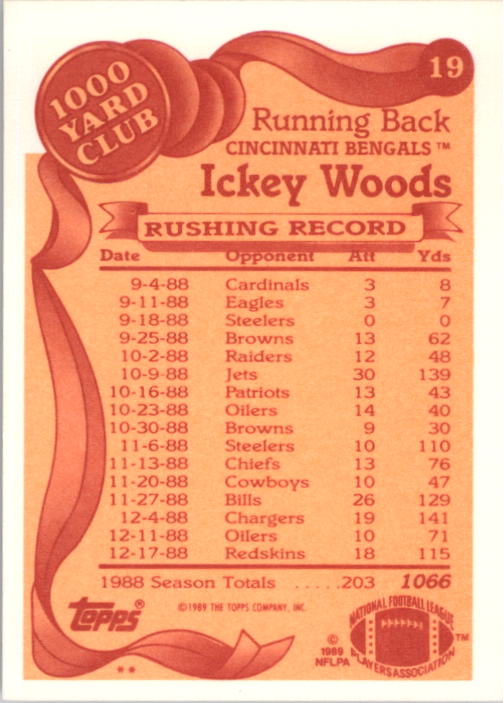 1000
YARD
CLUB
19
Running Back
CINCINNATI BENGALS™
Ickey Woods
RUSHING RECORD
Date Opponent Att Yds
9-4-88 Cardinals 3 8
9-11-88 Eagles 3 7
9-18-88 Steelers 0 0
9-25-88 Browns 13 62
10-2-88 Raiders 12 48
10-9-88 Jets 30 139
10-16-88 Patriots 13 43
10-23-88 Oilers 14 40
10-30-88 Browns 9 30
11-6-88 Steelers 10 110
11-13-88 Chiefs 13 76
11-20-88 Cowboys 10 47
11-27-88 Bills 26 129
12-4-88 Chargers 19 141
12-11-88 Oilers 10 71
12-17-88 Redskins 18 115
1988 Season Totals .....203 1066
topps®
©1989 THE TOPPS COMPANY, INC.
**
©
1989
NFLPA
NATIONAL FOOTBALL LEAGUE
PLAYERS ASSOCIATION
™